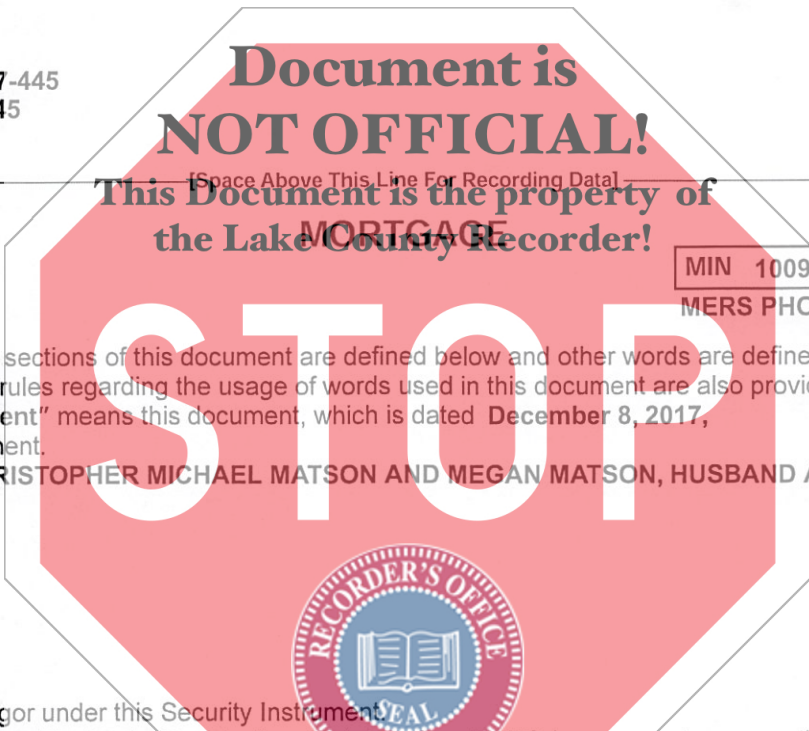 Document is
7-445
45
NOT OFFICIAL!
[Space Above This Line For Recording Data]
This Document is the property of
MORTGAGE
the Lake County Recorder!
MIN 1009
MERS PHO
STOP
sections of this document are defined below and other words are define
rules regarding the usage of words used in this document are also provi
ent" means this document, which is dated December 8, 2017,
ent.
RISTOPHER MICHAEL MATSON AND MEGAN MATSON, HUSBAND A
RECORDER'S OFFICE
SEAL
gor under this Security Instrument.